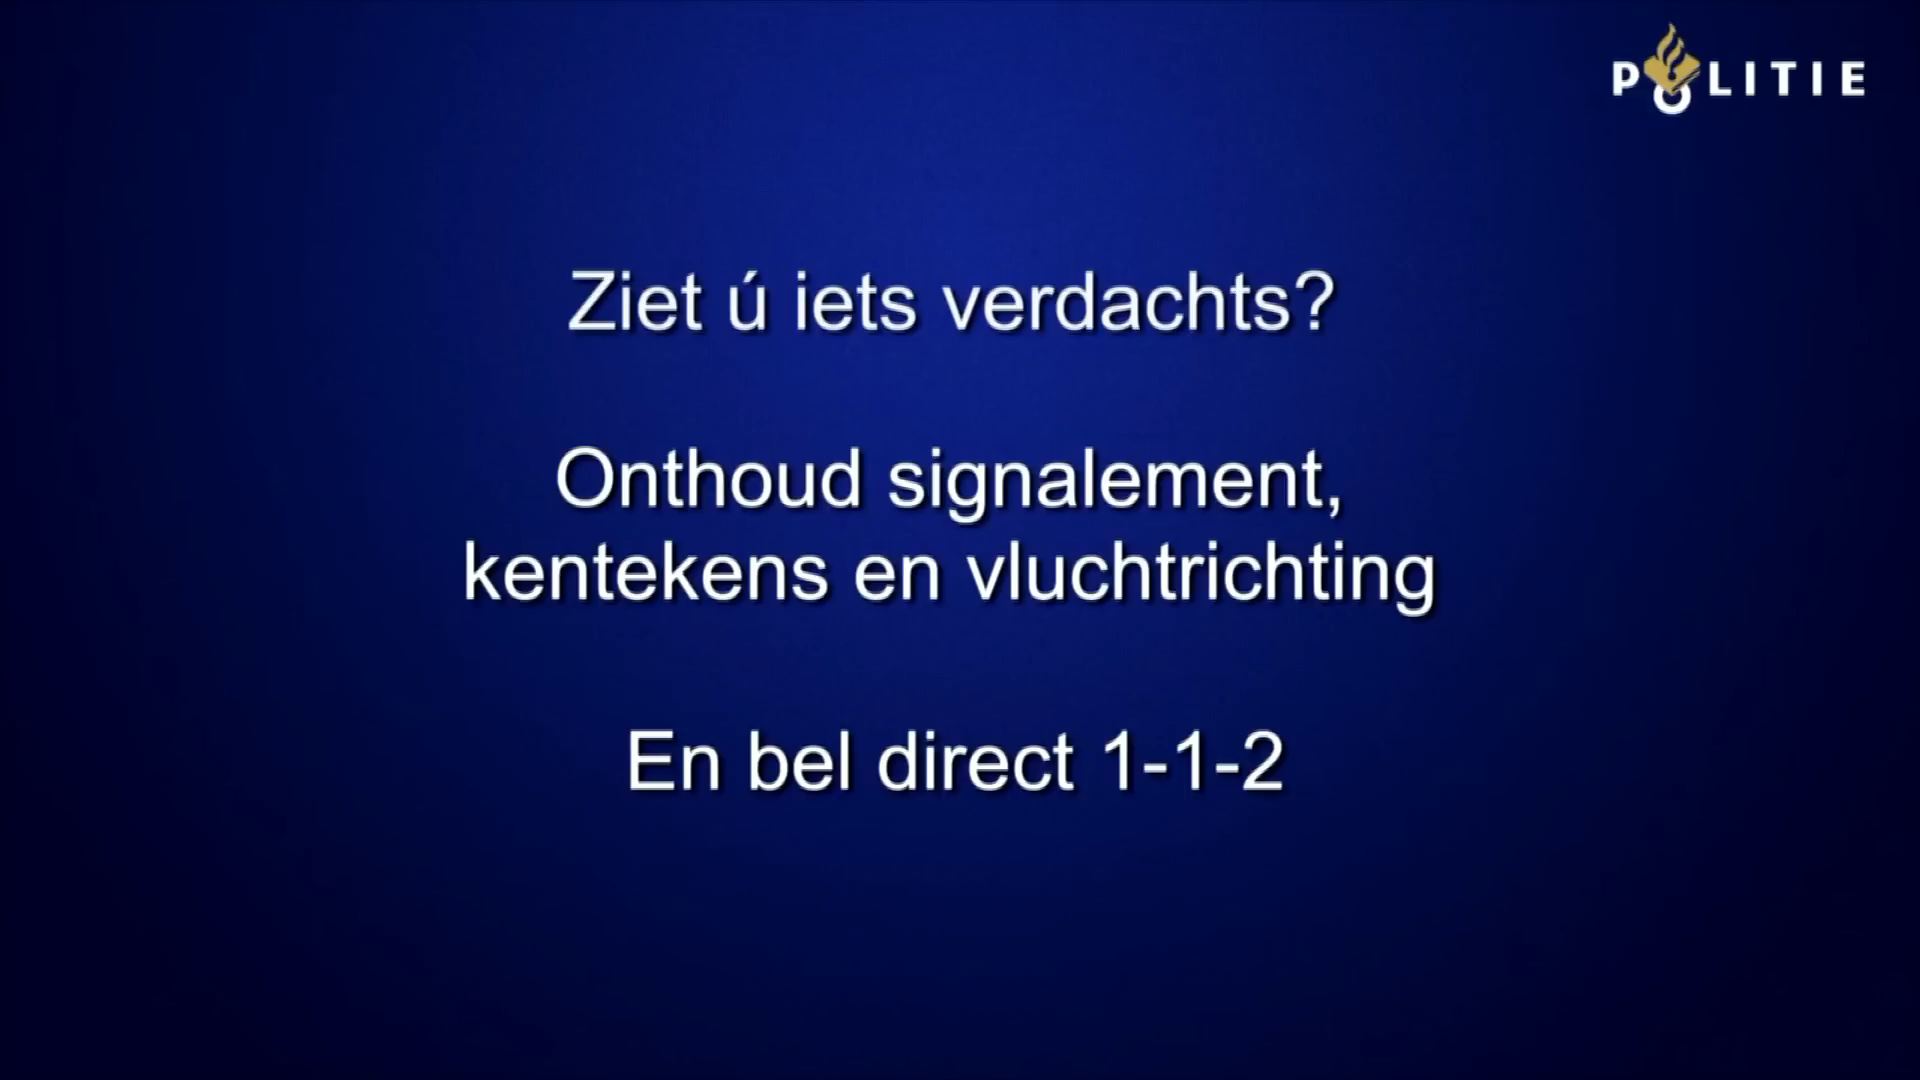 POLITIE
Ziet ú iets verdachts?
Onthoud signalement,
kentekens en vluchtrichting
En bel direct 1-1-2